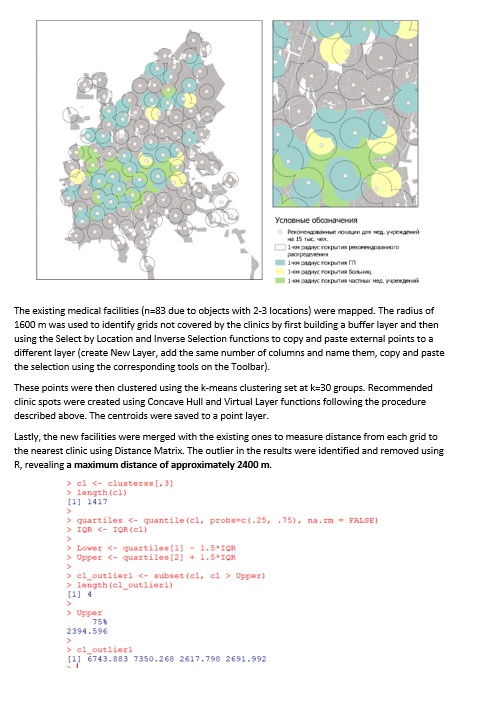 Условные обозначения
Рекомендованные локации для мед. учреждений
на 15 тыс. чел.
1-км радиус покрытия рекомендованного
распределения
1-км радиус покрытия ГП
1-км радиус покрытия больниц
1-км радиус покрытия частных мед. учреждений
The existing medical facilities (n=83 due to objects with 2-3 locations) were mapped. The radius of
1600 m was used to identify grids not covered by the clinics by first building a buffer layer and then
using the Select by Location and Inverse Selection functions to copy and paste external points to a
different layer (create New Layer, add the same number of columns and name them, copy and paste
the selection using the corresponding tools on the Toolbar).
These points were then clustered using the k-means clustering set at k=30 groups. Recommended
clinic spots were created using Concave Hull and Virtual Layer functions following the procedure
described above. The centroids were saved to a point layer.
Lastly, the new facilities were merged with the existing ones to measure distance from each grid to
the nearest clinic using Distance Matrix. The outlier in the results were identified and removed using
R, revealing a maximum distance of approximately 2400 m.
> cl <- clusterss[,3]
> length(cl)
[1] 1417
>
> quartiles <- quantile(cl, probs=c(.25, .75), na.rm = FALSE)
> IQR <- IQR(cl)
>
> Lower <- quartiles[1] - 1.5*IQR
> Upper <- quartiles[2] + 1.5*IQR
>
> cl_outlier1 <- subset(cl, cl > Upper)
> length(cl_outlier1)
[1] 4
>
> Upper
75%
2394.596
>
> cl_outlier1
[1] 6743.883 7350.268 2617.798 2691.992
>